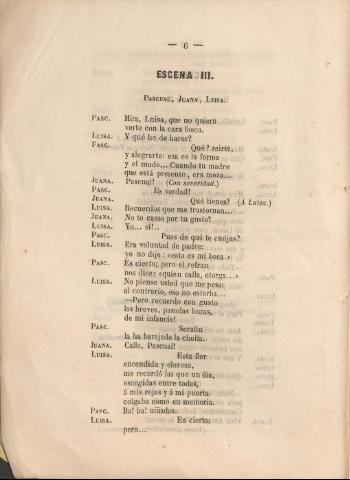 — 6 —
ESCENA III.
PASCUAL, JUANA, LUISA.
PASC. Mira, Luisa, que no quiero
verte con la cara fosca.
LUISA. Y qué he de hacer?
PASC. Qué? reirte,
y alegrarte: esa es la forma
y el modo... Cuando tu madre
que está presente, era moza...
JUANA. Pascual! (Con severidad.)
PASC. Es verdad!
JUANA. Qué tienes? (A Luisa.)
LUISA. Recuerdos que me trastornan...
JUANA. No te casas por tu gusto?
LUISA. Yo... sí!..
PASC. Pues de qué te enojas?
LUISA. Era voluntad de padre:
yo no dije: «esta es mi boca.»
PASC. Es cierto; pero el refran
nos dice: «quien calla, otorga...»
LUISA. No piense usted que me pesa;
al contrario, eso no estorba...
—Pero recuerdo con gusto
las breves, pasadas horas,
de mi infancia!
PASC. Serafin
la ha barajado la cholla.
JUANA. Calla, Pascual!
LUISA. Esta flor
encendida y olorosa,
me recordó las que un dia,
escogidas entre todas,
á mis rejas y á mi puerta
colgaba como en memoria.
PASC. Ba! ba! niñadas.
LUISA. Es cierto;
pero...